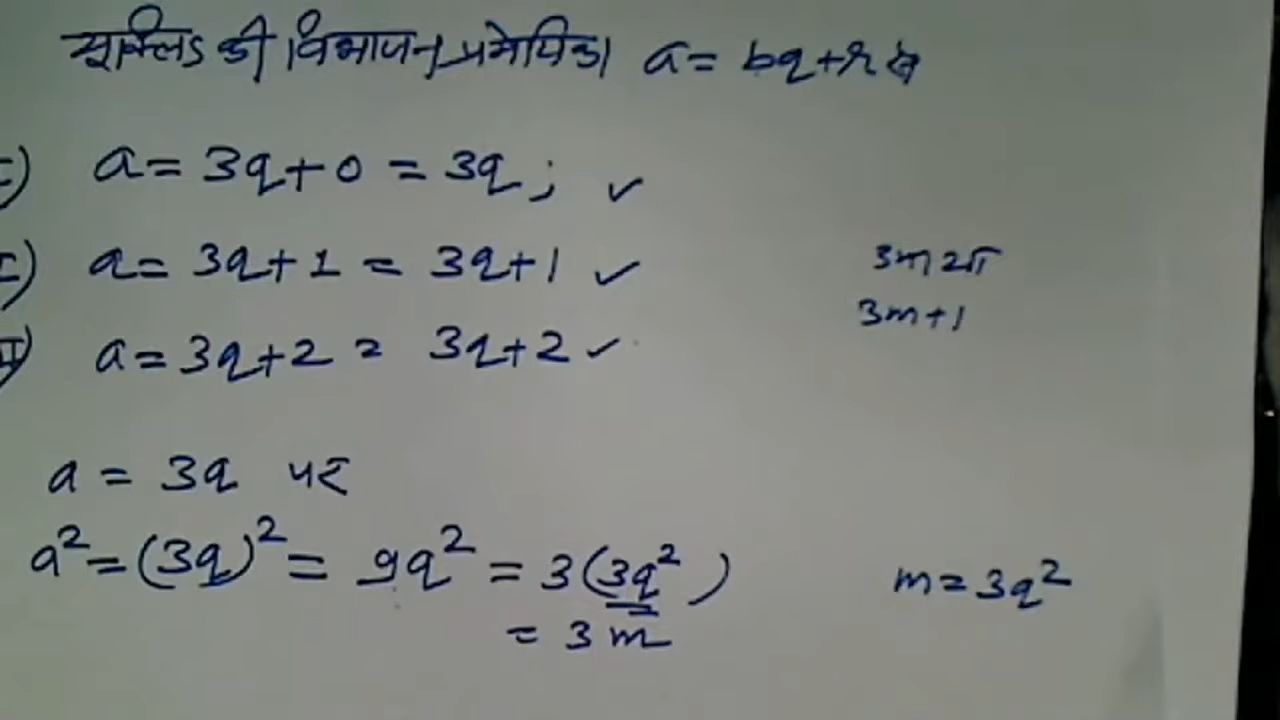 यूक्लिड की विभाजन प्रमेयिका a = bq + r
I) a = 3q + 0 = 3q ; ✓
I) a = 3q + 1 = 3q + 1 ✓
II) a = 3q + 2 = 3q + 2 ✓
3m या
3m + 1
a = 3q पर
a² = (3q)² = 9q² = 3(3q²)
= 3m
m = 3q²